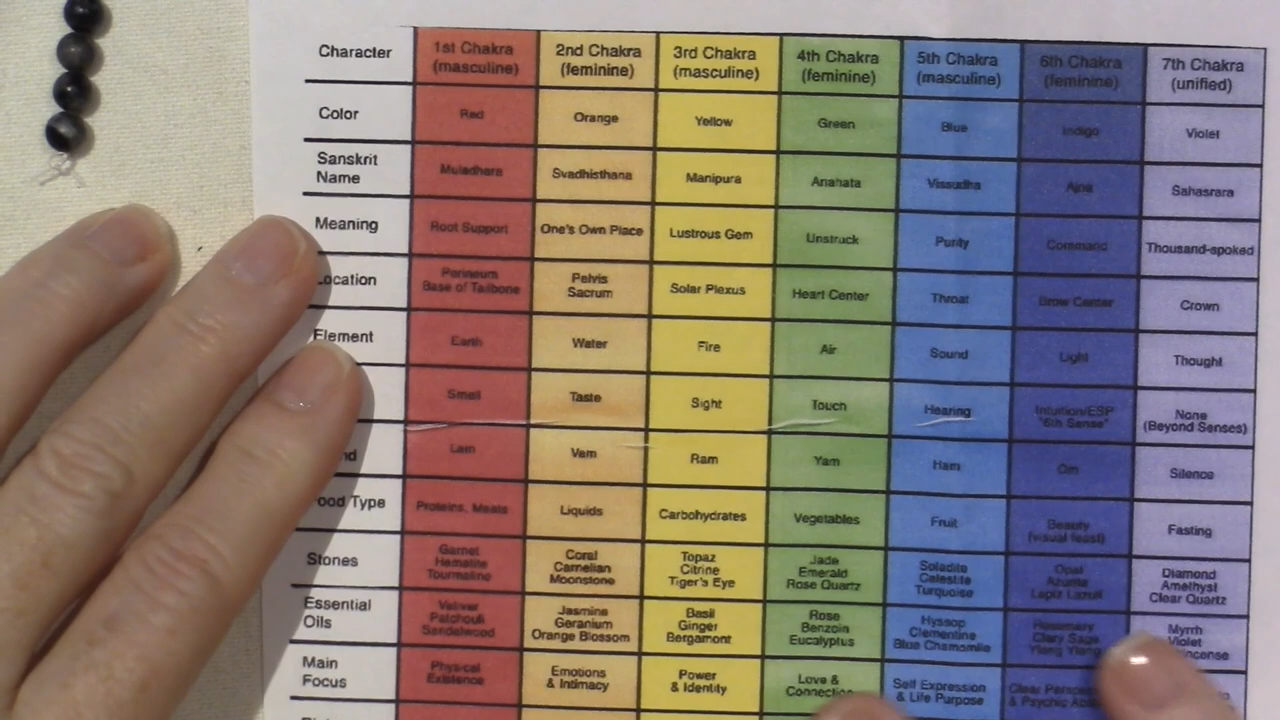 Character 1st Chakra (masculine) 2nd Chakra (feminine) 3rd Chakra (masculine) 4th Chakra (feminine) 5th Chakra (masculine) 6th Chakra (feminine) 7th Chakra (unified)
Color Red Orange Yellow Green Blue Indigo Violet
Sanskrit Name Muladhara Svadhisthana Manipura Anahata Vissudha Ajna Sahasrara
Meaning Root Support One's Own Place Lustrous Gem Unstruck Purity Command Thousand-spoked
Perineum Base of Tailbone Pelvis Sacrum Solar Plexus Heart Center Throat Brow Center Crown
Element Earth Water Fire Air Sound Light Thought
Smell Taste Sight Touch Hearing Intuition/ESP "6th Sense" None (Beyond Senses)
Lam Vam Ram Yam Ham Om Silence
Type Proteins, Meats Liquids Carbohydrates Vegetables Fruit Beauty (visual feast) Fasting
Stones Garnet Hematite Tourmaline Coral Carnelian Moonstone Topaz Citrine Tiger's Eye Jade Emerald Rose Quartz Soladite Celestite Turquoise Opal Azurite Lapiz Lazuli Diamond Amethyst Clear Quartz
Essential Oils Vetiver Patchouli Sandalwood Jasmine Geranium Orange Blossom Basil Ginger Bergamont Rose Benzoin Eucalyptus Hyssop Clementine Blue Chamomile Rosemary Clary Sage Ylang Ylang Myrrh Violet
Main Focus Physical Existence Emotions & Intimacy Power & Identity Love & Self Expression & Life Purpose Clear & Psychic